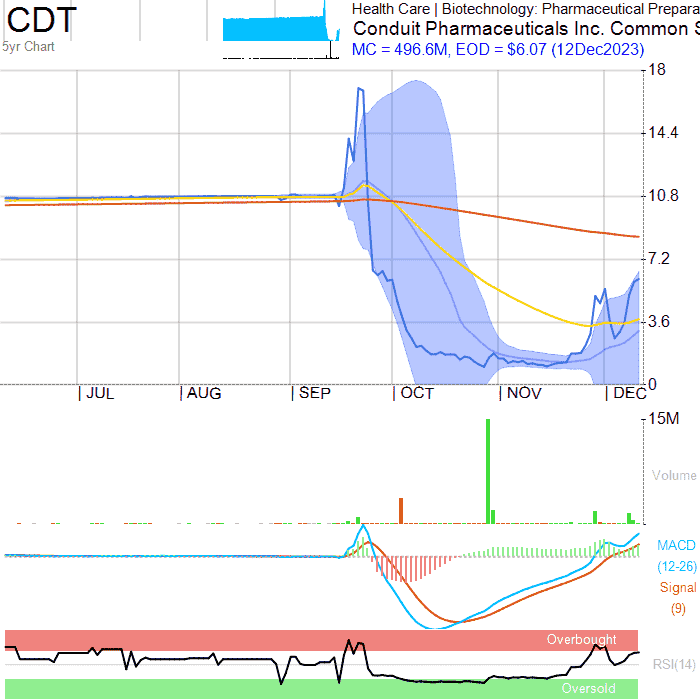 CDT
5yr Chart
Health Care | Biotechnology: Pharmaceutical Prepara
Conduit Pharmaceuticals Inc. Common S
MC = 496.6M, EOD = $6.07 (12Dec2023)
18
14.4
10.8
7.2
3.6
0
| JUL | AUG | SEP | OCT | NOV | DEC
15M
Volume
MACD
(12-26)
Signal
(9)
Overbought
RSI(14)
Oversold